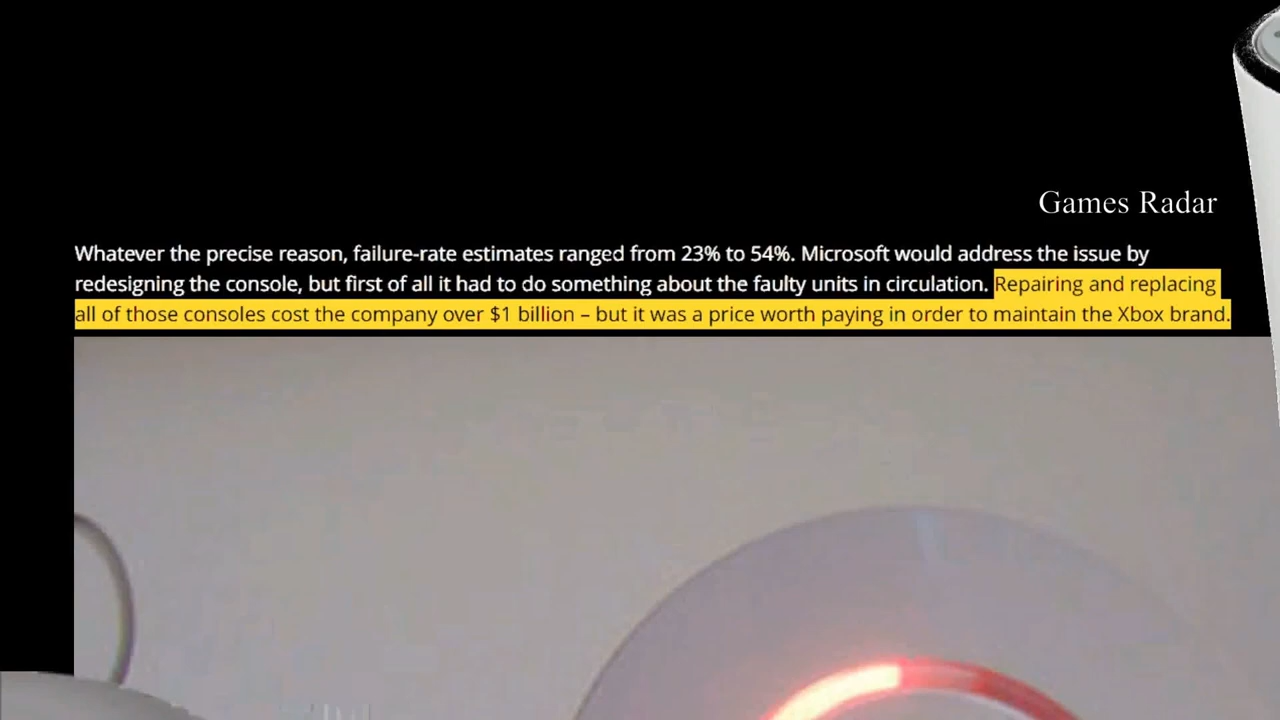 Games Radar
Whatever the precise reason, failure-rate estimates ranged from 23% to 54%. Microsoft would address the issue by
redesigning the console, but first of all it had to do something about the faulty units in circulation. Repairing and replacing
all of those consoles cost the company over $1 billion – but it was a price worth paying in order to maintain the Xbox brand.